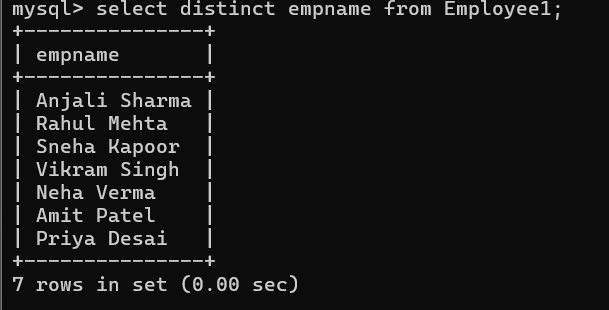 mysql> select distinct empname from Employee1;
+---------------+
| empname       |
+---------------+
| Anjali Sharma |
| Rahul Mehta   |
| Sneha Kapoor  |
| Vikram Singh  |
| Neha Verma    |
| Amit Patel    |
| Priya Desai   |
+---------------+
7 rows in set (0.00 sec)